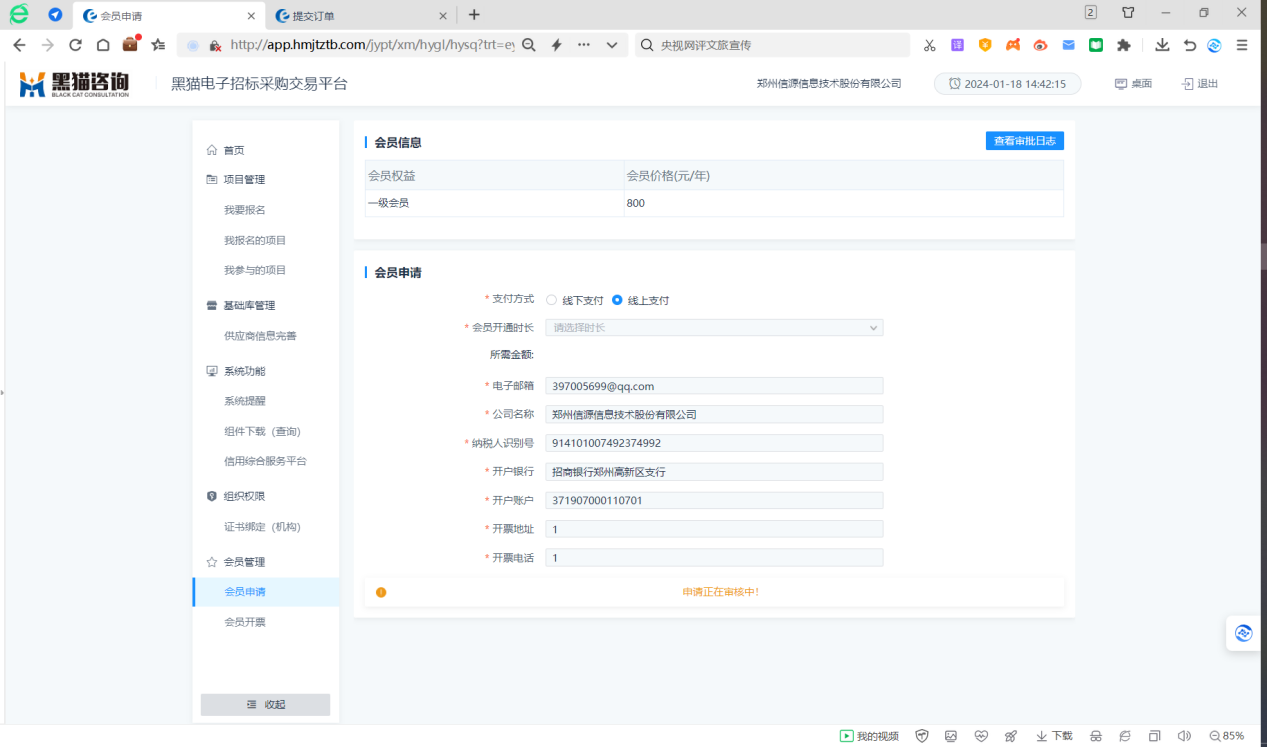 会员申请
提交订单
2
http://app.hmjtztb.com/jypt/xm/hygl/hysq?trt=ey
央视网评文旅宣传
译
黑猫咨询
BLACK CAT CONSULTATION
黑猫电子招标采购交易平台
郑州信源信息技术股份有限公司
2024-01-18 14:42:15
桌面
退出
首页
项目管理
我要报名
我报名的项目
我参与的项目
基础库管理
供应商信息完善
系统功能
系统提醒
组件下载（查询）
信用综合服务平台
组织权限
证书绑定（机构）
会员管理
会员申请
会员开票
收起
会员信息
查看审批日志
会员权益 会员价格(元/年)
一级会员 800
会员申请
* 支付方式 线下支付 线上支付
* 会员开通时长 请选择时长
所需金额:
* 电子邮箱 397005699@qq.com
* 公司名称 郑州信源信息技术股份有限公司
* 纳税人识别号 914101007492374992
* 开户银行 招商银行郑州高新区支行
* 开户账户 371907000110701
* 开票地址 1
* 开票电话 1
申请正在审核中!
我的视频
下载
85%